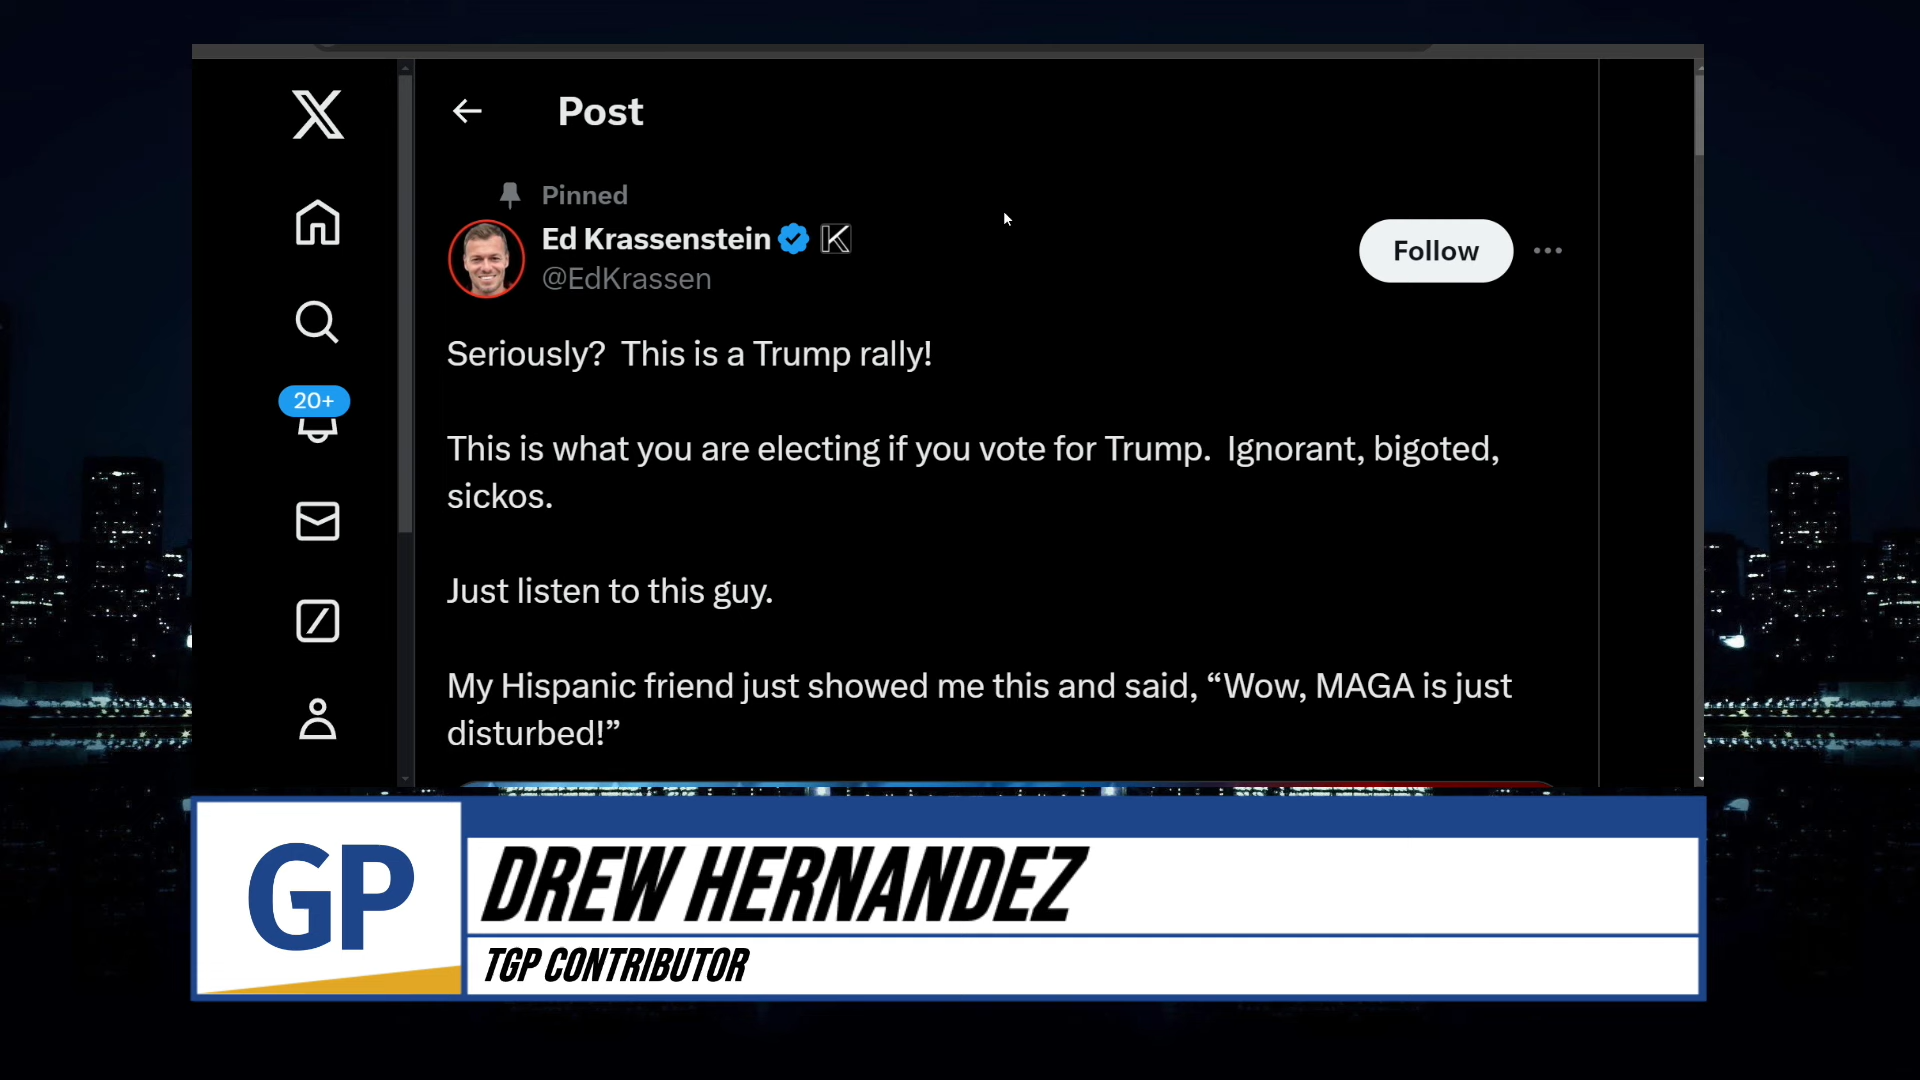 Post
Pinned
Ed Krassenstein
@EdKrassen
Follow
Seriously?  This is a Trump rally!
This is what you are electing if you vote for Trump.  Ignorant, bigoted,
sickos.
Just listen to this guy.
My Hispanic friend just showed me this and said, “Wow, MAGA is just
disturbed!”
20+
GP
DREW HERNANDEZ
TGP CONTRIBUTOR